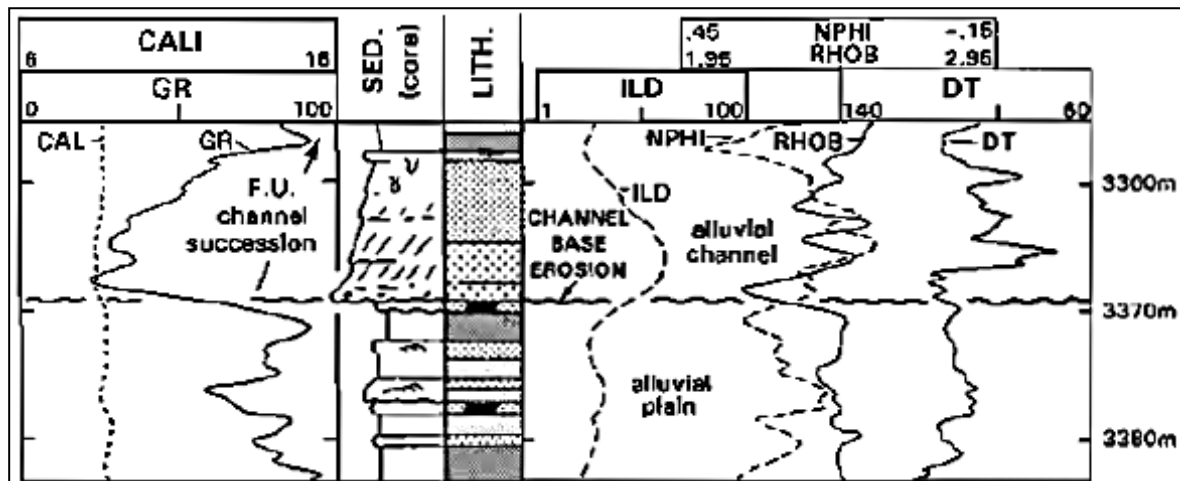 CALI
6 16
GR
0 100
SED.
(core)
LITH.
.45 NPHI -.15
1.95 RHOB 2.95
ILD
1 100
DT
140 60
CAL
GR
F.U.
channel
succession
ILD
CHANNEL
BASE
EROSION
NPHI
RHOB
DT
alluvial
channel
alluvial
plain
3360m
3370m
3380m